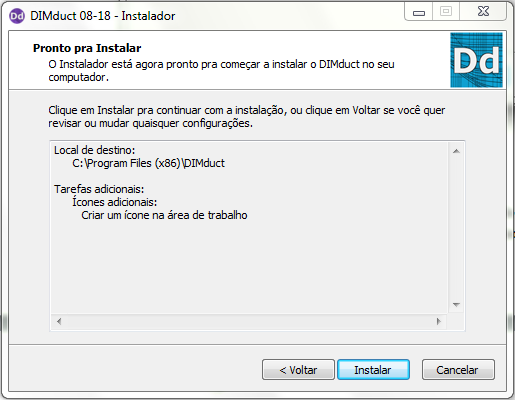 Dd DIMduct 08-18 - Instalador
Pronto pra Instalar
O Instalador está agora pronto pra começar a instalar o DIMduct no seu
computador.
Dd
Clique em Instalar pra continuar com a instalação, ou clique em Voltar se você quer
revisar ou mudar quaisquer configurações.
Local de destino:
C:\Program Files (x86)\DIMduct
Tarefas adicionais:
Ícones adicionais:
Criar um ícone na área de trabalho
< Voltar
Instalar
Cancelar